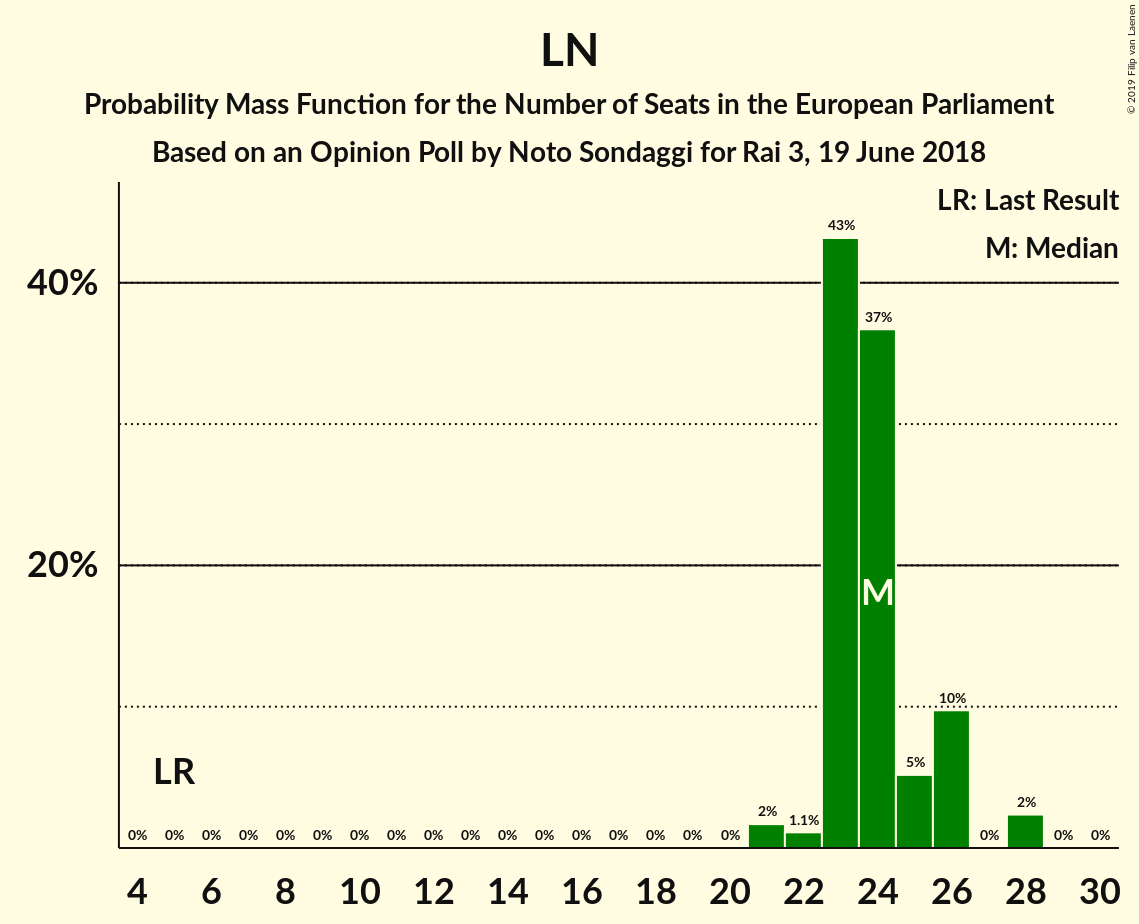 LN
Probability Mass Function for the Number of Seats in the European Parliament
Based on an Opinion Poll by Noto Sondaggi for Rai 3, 19 June 2018
© 2019 Filip van Laenen
LR: Last Result
M: Median
43%
40%
37%
20%
M
10%
LR
5%
2%
2%
1.1%
0% 0% 0% 0% 0% 0% 0% 0% 0% 0% 0% 0% 0% 0% 0% 0% 0% 0% 0% 0%
4 6 8 10 12 14 16 18 20 22 24 26 28 30